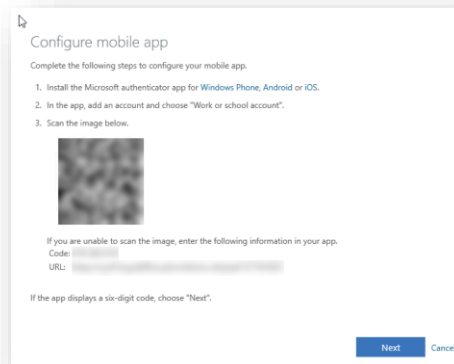 Configure mobile app
Complete the following steps to configure your mobile app.
1. Install the Microsoft authenticator app for Windows Phone, Android or iOS.
2. In the app, add an account and choose "Work or school account".
3. Scan the image below.
If you are unable to scan the image, enter the following information in your app.
Code:
URL:
If the app displays a six-digit code, choose "Next".
Next Cancel